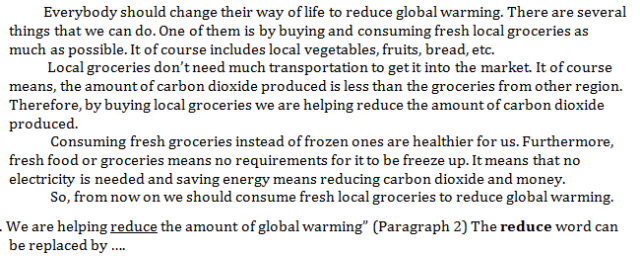 Everybody should change their way of life to reduce global warming. There are several
things that we can do. One of them is by buying and consuming fresh local groceries as
much as possible. It of course includes local vegetables, fruits, bread, etc.
Local groceries don't need much transportation to get it into the market. It of course
means, the amount of carbon dioxide produced is less than the groceries from other region.
Therefore, by buying local groceries we are helping reduce the amount of carbon dioxide
produced.
Consuming fresh groceries instead of frozen ones are healthier for us. Furthermore,
fresh food or groceries means no requirements for it to be freeze up. It means that no
electricity is needed and saving energy means reducing carbon dioxide and money.
So, from now on we should consume fresh local groceries to reduce global warming.
. We are helping reduce the amount of global warming" (Paragraph 2) The reduce word can
be replaced by ....